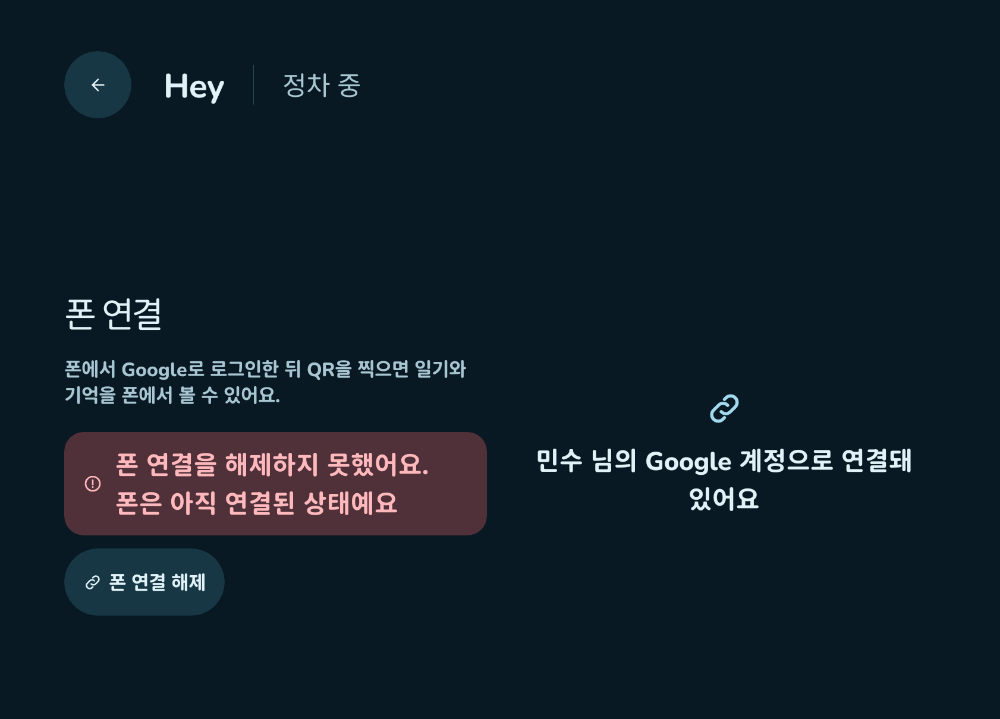 Hey
정차 중
폰 연결
폰에서 Google로 로그인한 뒤 QR을 찍으면 일기와
기억을 폰에서 볼 수 있어요.
폰 연결을 해제하지 못했어요.
폰은 아직 연결된 상태예요
폰 연결 해제
민수 님의 Google 계정으로 연결돼
있어요